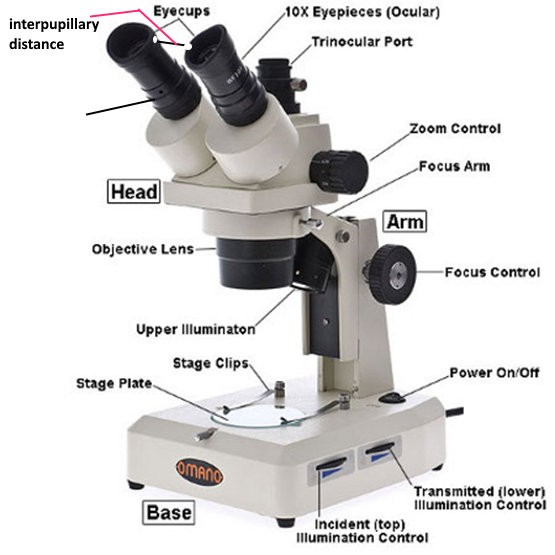 Eyecups
10X Eyepieces (Ocular)
interpupillary
distance
Trinocular Port
Zoom Control
Focus Arm
Head
Arm
Objective Lens
Focus Control
Upper Illuminaton
Stage Clips
Power On/Off
Stage Plate
OMANO
Transmitted (lower)
Illumination Control
Base
Incident (top)
Illumination Control